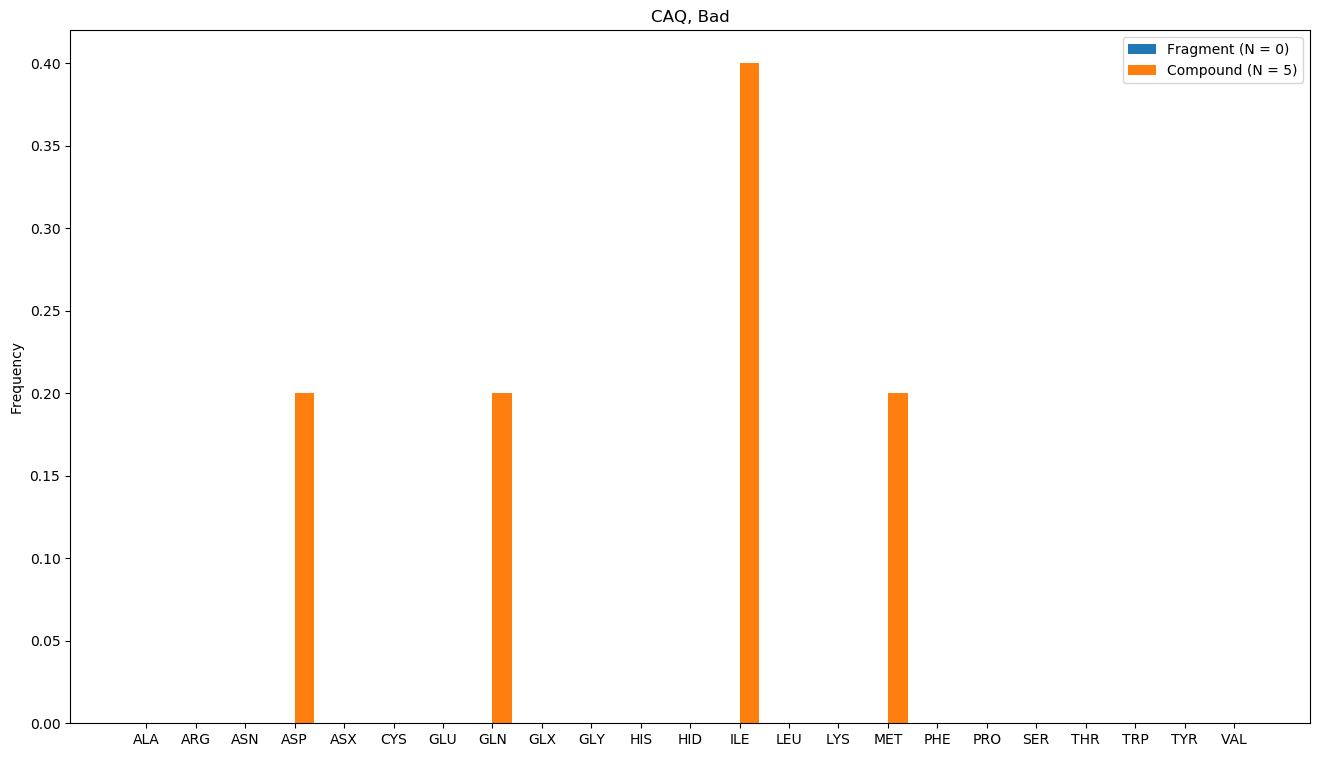 CAQ, Bad
Fragment (N = 0)
Compound (N = 5)
Frequency
0.40
0.35
0.30
0.25
0.20
0.15
0.10
0.05
0.00
ALA ARG ASN ASP ASX CYS GLU GLN GLX GLY HIS HID ILE LEU LYS MET PHE PRO SER THR TRP TYR VAL